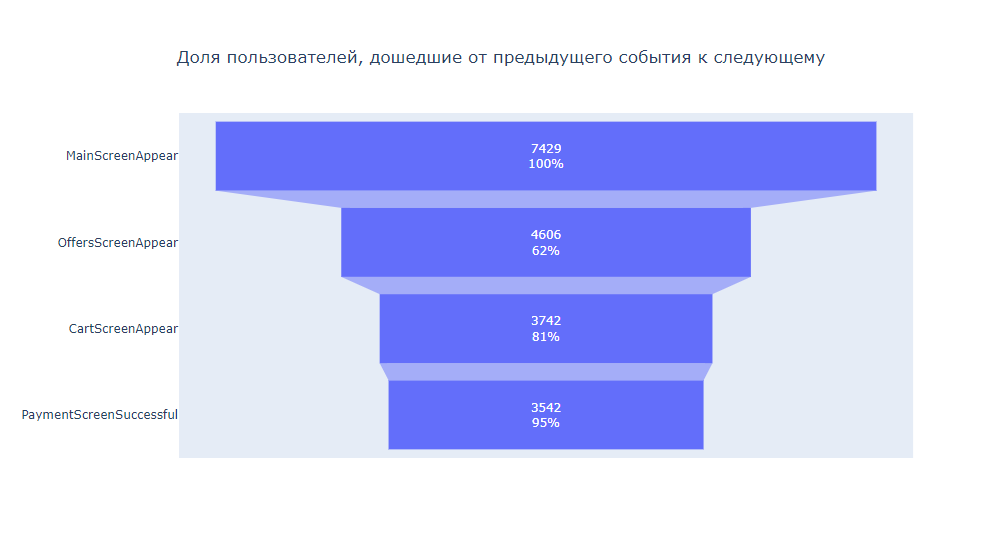 Доля пользователей, дошедшие от предыдущего события к следующему
MainScreenAppear
7429
100%
OffersScreenAppear
4606
62%
CartScreenAppear
3742
81%
PaymentScreenSuccessful
3542
95%